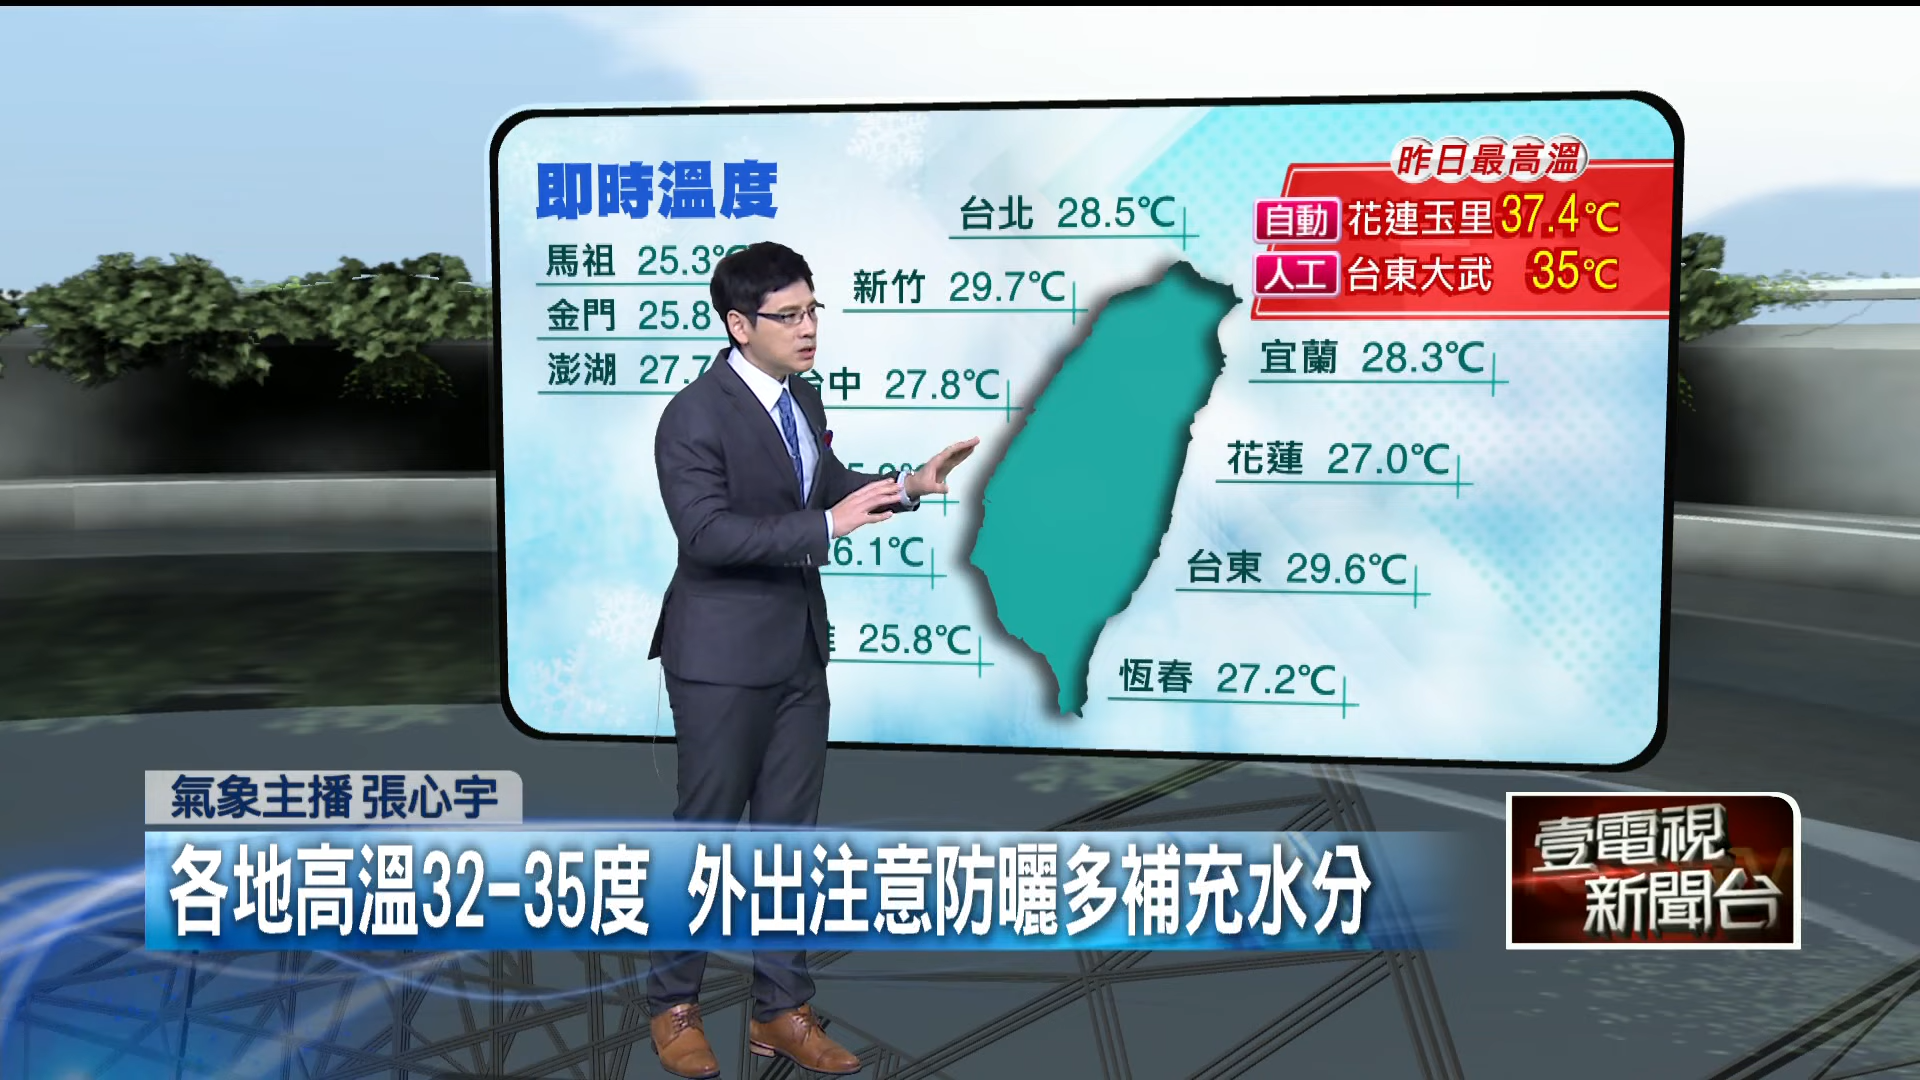 昨日最高溫
即時溫度
自動 花連玉里37.4℃
人工 台東大武 35℃
台北 28.5℃
馬祖 25.3℃
新竹 29.7℃
金門 25.8
澎湖 27.7
台中 27.8℃
宜蘭 28.3℃
花蓮 27.0℃
6.1℃
台東 29.6℃
25.8℃
恆春 27.2℃
氣象主播 張心宇
各地高溫32-35度 外出注意防曬多補充水分
壹電視
新聞台